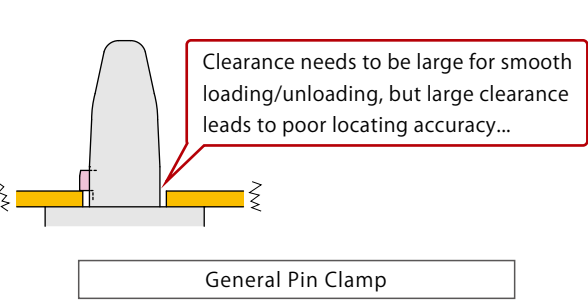 Clearance needs to be large for smooth
loading/unloading, but large clearance
leads to poor locating accuracy...
General Pin Clamp